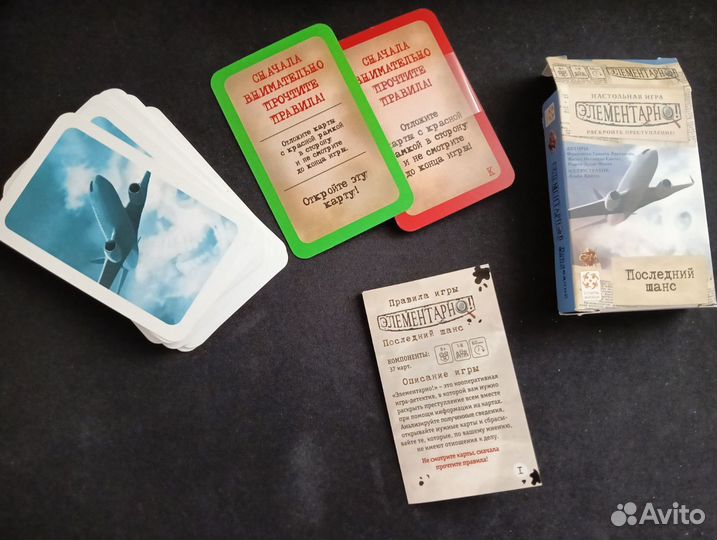 СНАЧАЛА
ВНИМАТЕЛЬНО
ПРОЧТИТЕ
ПРАВИЛА!
Отложите карты
с красной рамкой
в сторону
и не смотрите
до конца игры.
Откройте эту
карту!
СНАЧАЛА
ВНИМАТЕЛЬНО
ПРОЧТИТЕ
ПРАВИЛА!
Отложите
карты с красной
рамкой в сторону
и не смотрите
до конца игры!
К
ЭЛЕМЕНТАРНО!
НАСТОЛЬНАЯ ИГРА
ЭЛЕМЕНТАРНО!
РАСКРОЙТЕ ПРЕСТУПЛЕНИЕ!
АВТОРЫ
ИЛЛЮСТРАТОР
Последний
шанс
Правила игры
ЭЛЕМЕНТАРНО!
Последний шанс
КОМПОНЕНТЫ:
37 карт.
Описание игры
«Элементарно!» – это кооперативная
игра-детектив, в которой вам нужно
раскрыть преступление всем вместе
при помощи информации на картах.
Анализируйте полученные сведения,
открывайте нужные карты и сбрасы-
вайте те, которые, по вашему мнению,
не имеют отношения к делу.
Не смотрите карты, сначала
прочтите правила!
1
Avito